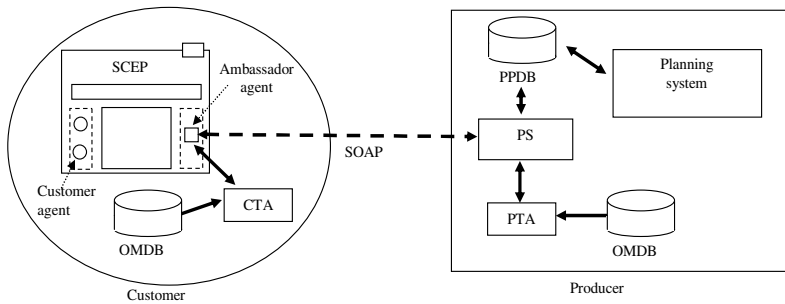 SCEP
Ambassador
agent
Customer
agent
CTA
OMDB
Customer
SOAP
PPDB
Planning
system
PS
PTA
OMDB
Producer